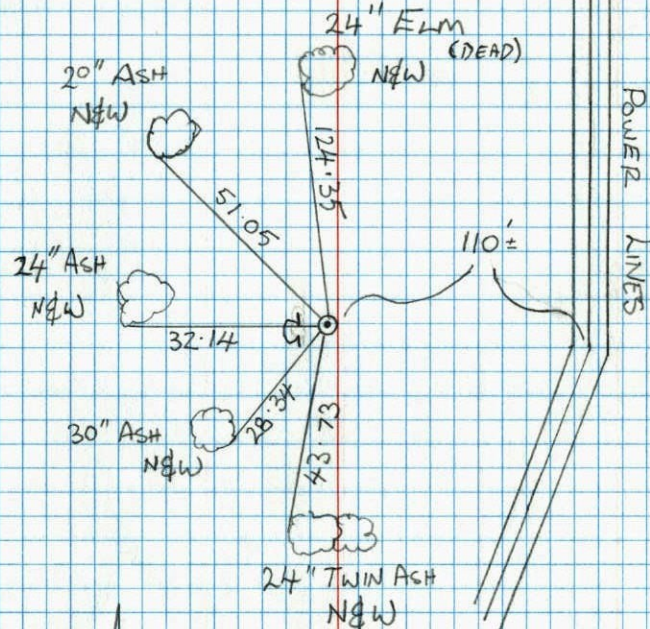 24" ELM
(DEAD)
N&W
20" ASH
N&W
124.35
51.05
POWER LINES
110'±
24" ASH
N&W
32.14
28.34
30" ASH
N&W
43.73
24" TWIN ASH
N&W